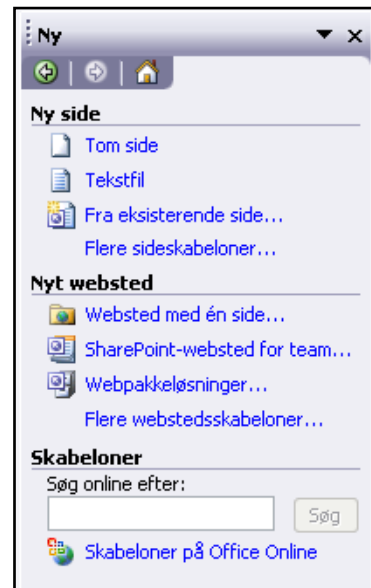 Ny
Ny side
Tom side
Tekstfil
Fra eksisterende side...
Flere sideskabeloner...
Nyt websted
Websted med én side...
SharePoint-websted for team...
Webpakkeløsninger...
Flere webstedsskabeloner...
Skabeloner
Søg online efter:
Søg
Skabeloner på Office Online